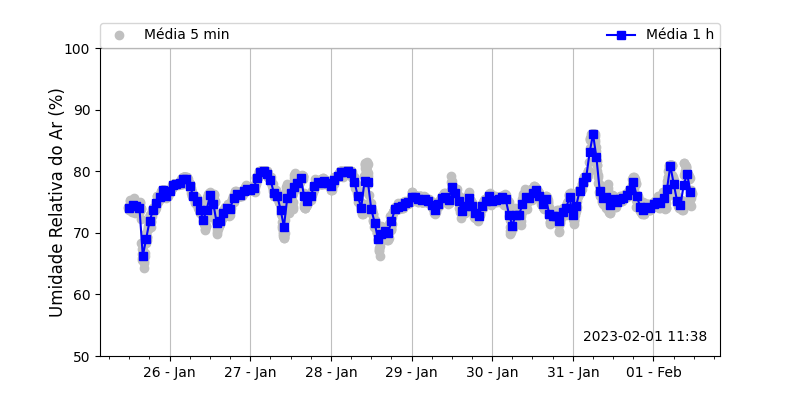 Média 5 min
Média 1 h
Umidade Relativa do Ar (%)
100
90
80
70
60
50
2023-02-01 11:38
26 - Jan
27 - Jan
28 - Jan
29 - Jan
30 - Jan
31 - Jan
01 - Feb